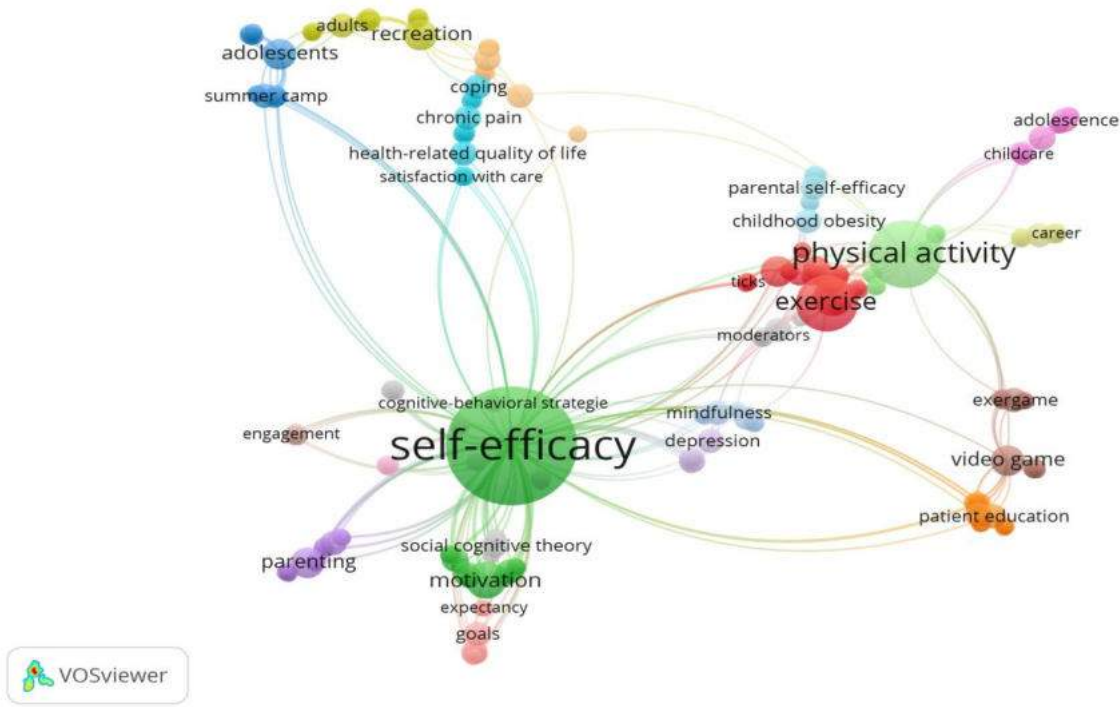 adults
recreation
adolescents
coping
summer camp
chronic pain
adolescence
health-related quality of life
childcare
satisfaction with care
parental self-efficacy
childhood obesity
career
physical activity
ticks
exercise
moderators
cognitive-behavioral strategie
exergame
mindfulness
engagement
depression
self-efficacy
video game
patient education
social cognitive theory
parenting
motivation
expectancy
goals
VOSviewer